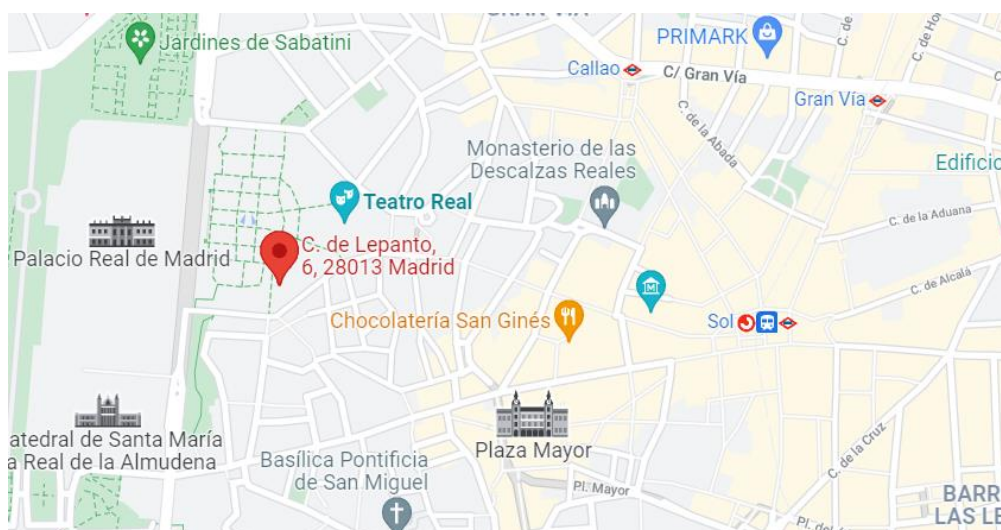 GRAN VÍA
Jardines de Sabatini
PRIMARK
Callao
C/ Gran Vía
Gran Vía
C. de la Abada
Monasterio de las
Descalzas Reales
Edificio
Teatro Real
C. de la Aduana
Palacio Real de Madrid
C. de Lepanto,
6, 28013 Madrid
C. de Alcalá
Chocolatería San Ginés
Sol
atedral de Santa María
a Real de la Almudena
Plaza Mayor
C. de la Cruz
Basílica Pontificia
de San Miguel
Pl. Mayor
BARR
LAS LE